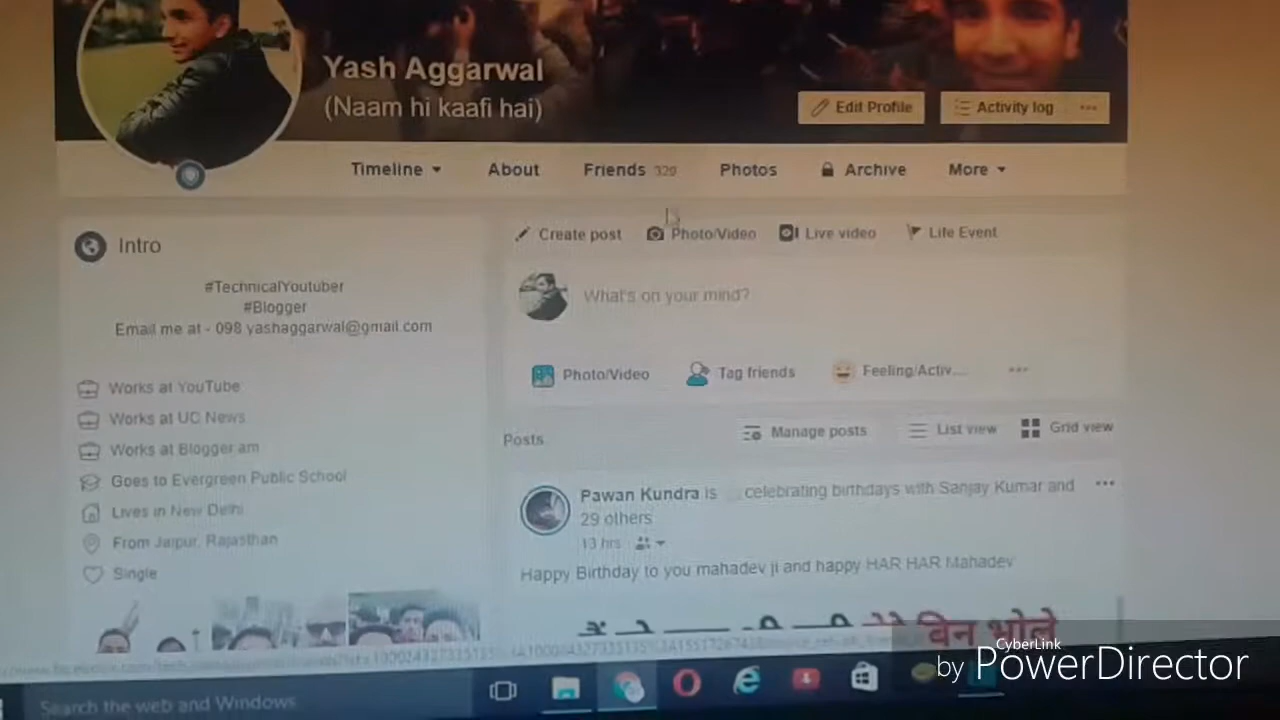 Yash Aggarwal
(Naam hi kaafi hai)
Edit Profile
Activity log
Timeline
About
Friends 320
Photos
Archive
More
Intro
#TechnicalYoutuber
#Blogger
Email me at - 098 yashaggarwal@gmail.com
Works at YouTube
Works at UC News
Works at Blogger am
Goes to Evergreen Public School
Lives in New Delhi
From Jaipur, Rajasthan
Single
Create post
Photo/Video
Live video
Life Event
What's on your mind?
Photo/Video
Tag friends
Feeling/Activ...
Posts
Manage posts
List view
Grid view
Pawan Kundra is celebrating birthdays with Sanjay Kumar and
29 others
13 hrs
Happy Birthday to you mahadev ji and happy HAR HAR Mahadev
तेरे बिन भोले
Search the web and Windows
CyberLink
by PowerDirector